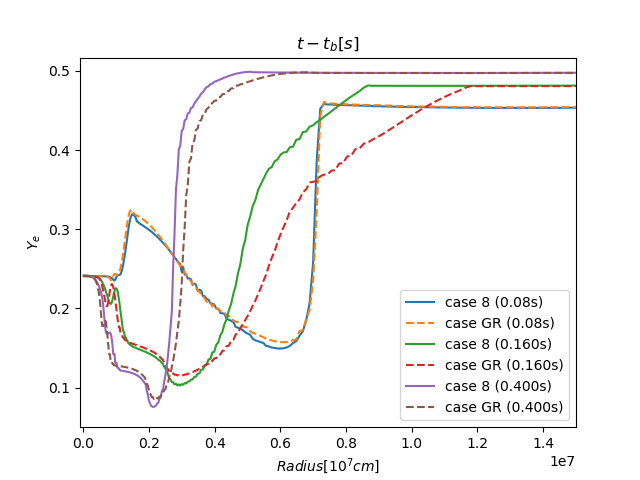 t − t_b[s]
0.5
0.4
0.3
0.2
0.1
Y_e
case 8 (0.08s)
case GR (0.08s)
case 8 (0.160s)
case GR (0.160s)
case 8 (0.400s)
case GR (0.400s)
0.0 0.2 0.4 0.6 0.8 1.0 1.2 1.4
1e7
Radius[10^7cm]